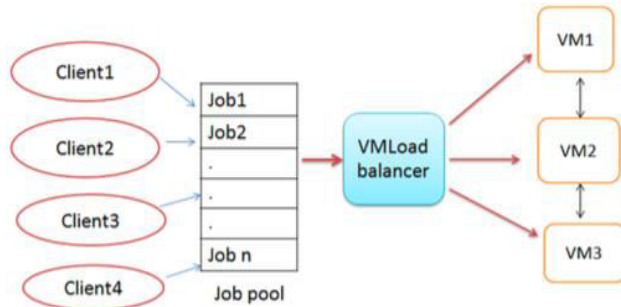 Client1
Client2
Client3
Client4
Job1
Job2
.
.
.
Job n
Job pool
VMLoad
balancer
VM1
VM2
VM3